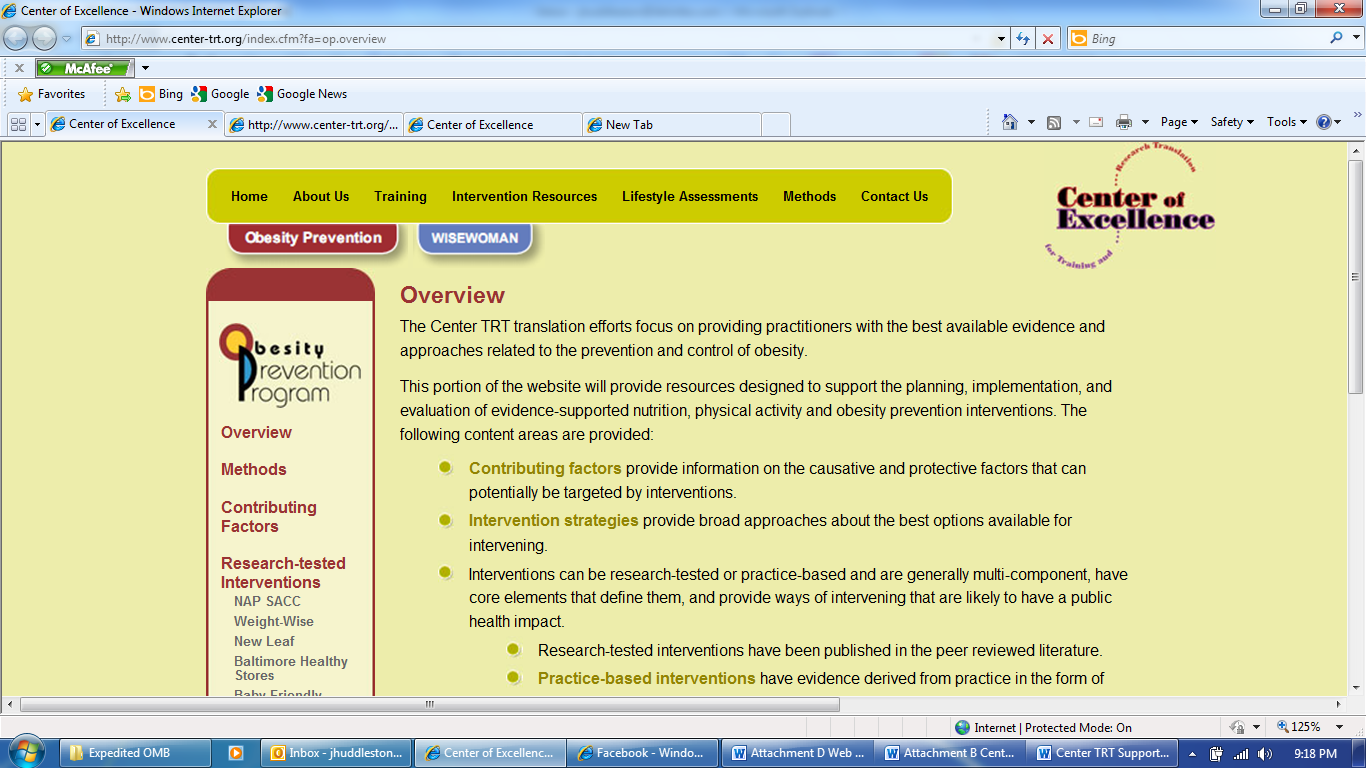 Center of Excellence - Windows Internet Explorer
http://www.center-trt.org/index.cfm?fa=op.overview
Bing
McAfee
Favorites
Bing
Google
Google News
Center of Excellence
http://www.center-trt.org/...
Center of Excellence
New Tab
Page
Safety
Tools
Home
About Us
Training
Intervention Resources
Lifestyle Assessments
Methods
Contact Us
Research Translation
Center of
Excellence
for Training and
Obesity Prevention
WISEWOMAN
Obesity
Prevention
Program
Overview
Methods
Contributing
Factors
Research-tested
Interventions
NAP SACC
Weight-Wise
New Leaf
Baltimore Healthy
Stores
Baby Friendly
Overview
The Center TRT translation efforts focus on providing practitioners with the best available evidence and
approaches related to the prevention and control of obesity.
This portion of the website will provide resources designed to support the planning, implementation, and
evaluation of evidence-supported nutrition, physical activity and obesity prevention interventions. The
following content areas are provided:
Contributing factors provide information on the causative and protective factors that can
potentially be targeted by interventions.
Intervention strategies provide broad approaches about the best options available for
intervening.
Interventions can be research-tested or practice-based and are generally multi-component, have
core elements that define them, and provide ways of intervening that are likely to have a public
health impact.
Research-tested interventions have been published in the peer reviewed literature.
Practice-based interventions have evidence derived from practice in the form of
Internet | Protected Mode: On
125%
Expedited OMB
Inbox - jhuddleston...
Center of Excellenc...
Facebook - Windo...
Attachment D Web ...
Attachment B Cent...
Center TRT Support...
9:18 PM